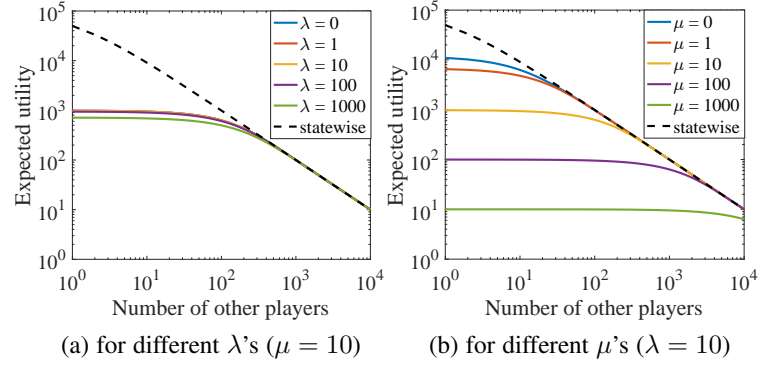 10^5
10^4
10^3
10^2
10^1
10^0
Expected utility
λ = 0
λ = 1
λ = 10
λ = 100
λ = 1000
statewise
10^0
10^1
10^2
10^3
10^4
Number of other players
(a) for different λ's (μ = 10)
10^5
10^4
10^3
10^2
10^1
10^0
Expected utility
μ = 0
μ = 1
μ = 10
μ = 100
μ = 1000
statewise
10^0
10^1
10^2
10^3
10^4
Number of other players
(b) for different μ's (λ = 10)